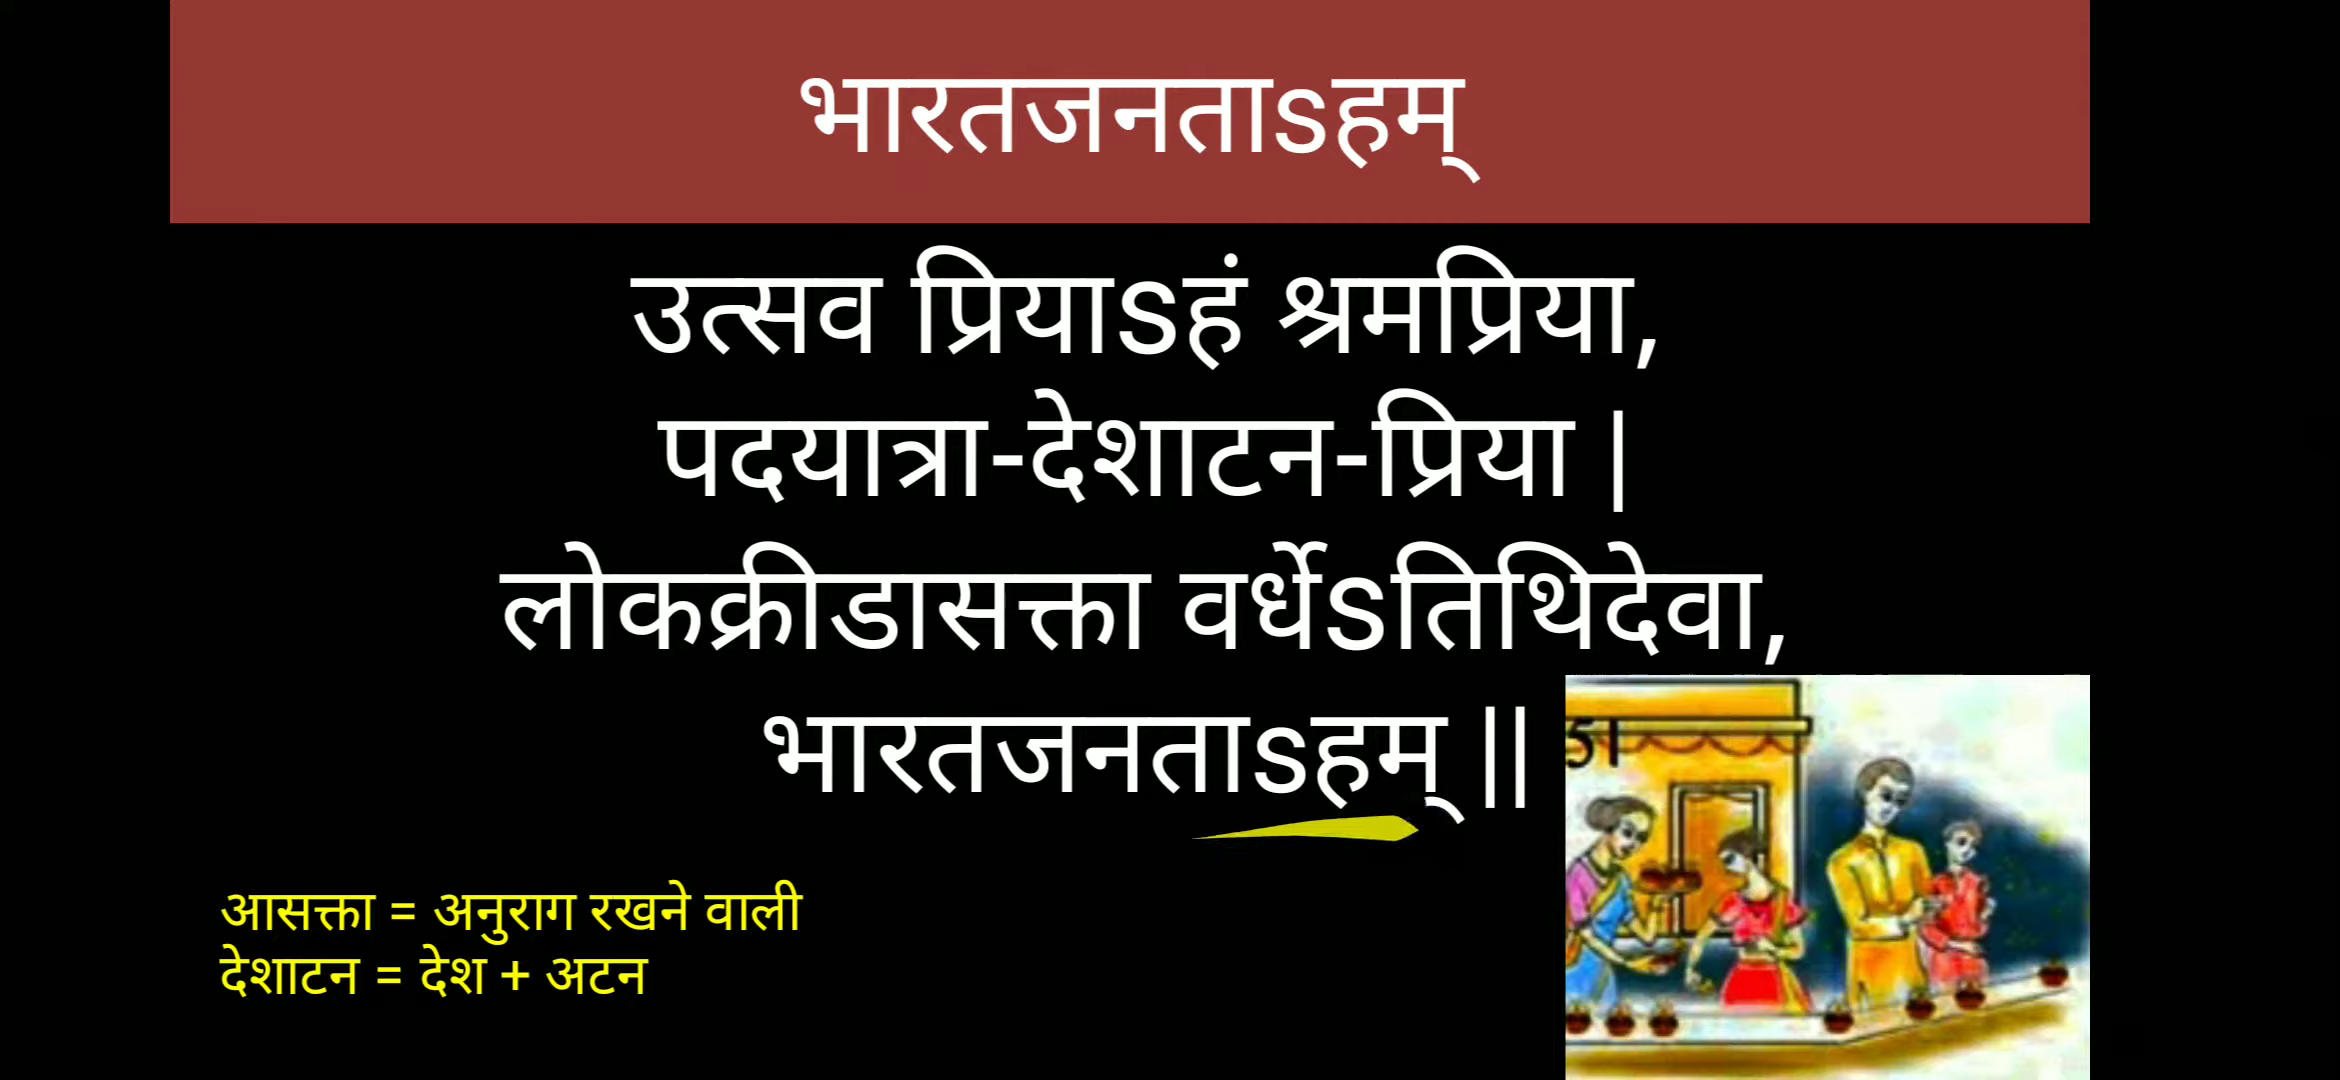 भारतजनताऽहम्
उत्सव प्रियाऽहं श्रमप्रिया,
पदयात्रा-देशाटन-प्रिया |
लोकक्रीडासक्ता वर्धेऽतिथिदेवा,
भारतजनताऽहम् ||
51
आसक्ता = अनुराग रखने वाली
देशाटन = देश + अटन